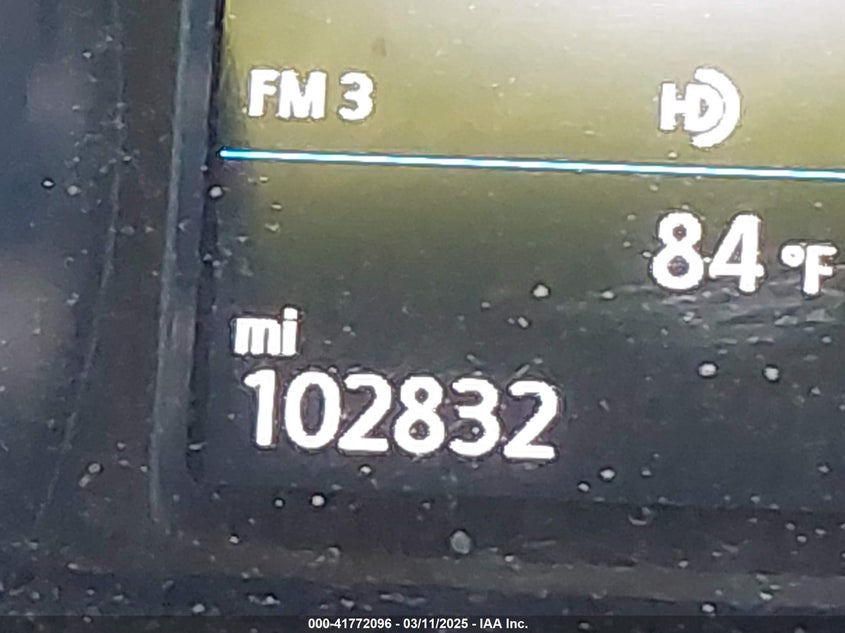 FM 3 HD
84 °F
mi
102832
000-41772096 - 03/11/2025 - IAA Inc.